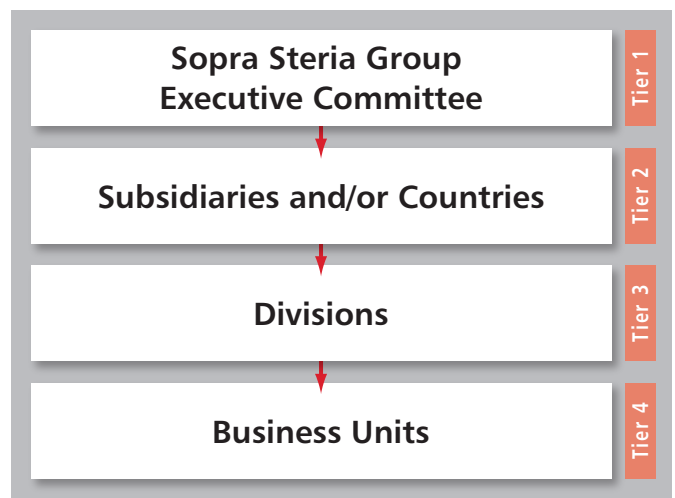 Sopra Steria Group
Executive Committee
Tier 1
Subsidiaries and/or Countries
Tier 2
Divisions
Tier 3
Business Units
Tier 4